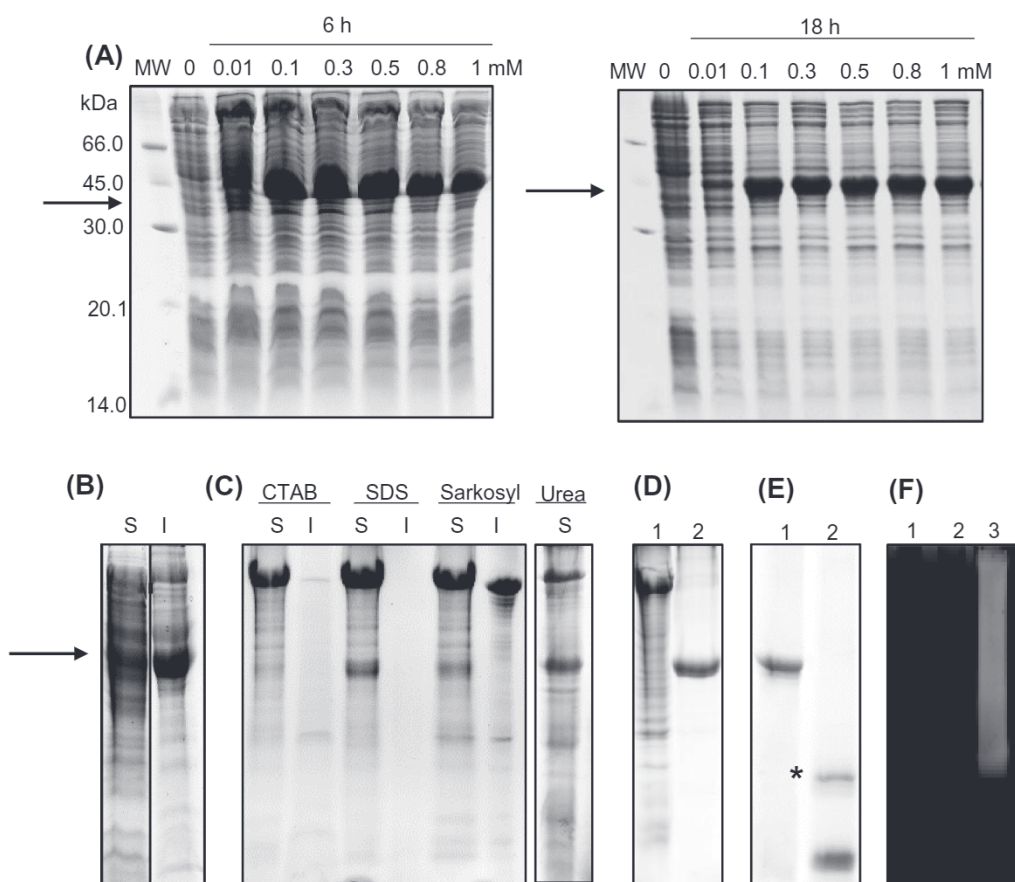 6 h
18 h
(A)
MW 0 0.01 0.1 0.3 0.5 0.8 1 mM
MW 0 0.01 0.1 0.3 0.5 0.8 1 mM
kDa
66.0
45.0
30.0
20.1
14.0
(B)
(C)
(D)
(E)
(F)
CTAB SDS Sarkosyl Urea
S I
S I S I S I S
1 2
1 2
1 2 3
*